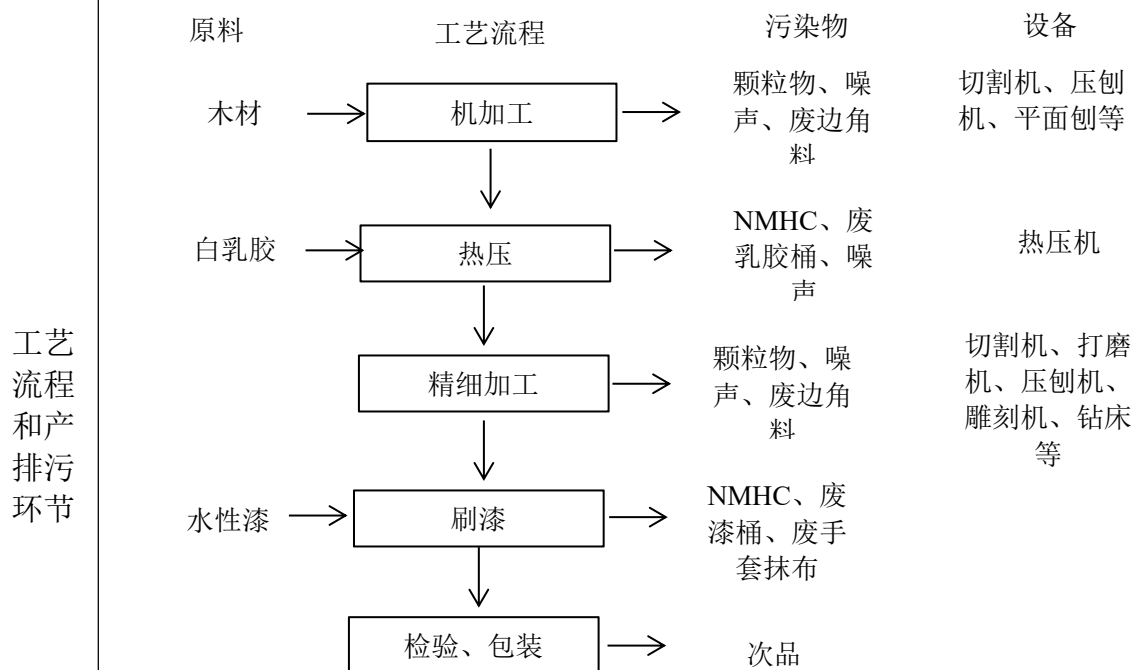 原料 工艺流程 污染物 设备
木材 机加工 颗粒物、噪
声、废边角
料 切割机、压刨
机、平面刨等
白乳胶 热压 NMHC、废
乳胶桶、噪
声 热压机
精细加工 颗粒物、噪
声、废边角
料 切割机、打磨
机、压刨机、
雕刻机、钻床
等
工艺
流程
和产
排污
环节
水性漆 刷漆 NMHC、废
漆桶、废手
套抹布
检验、包装 次品